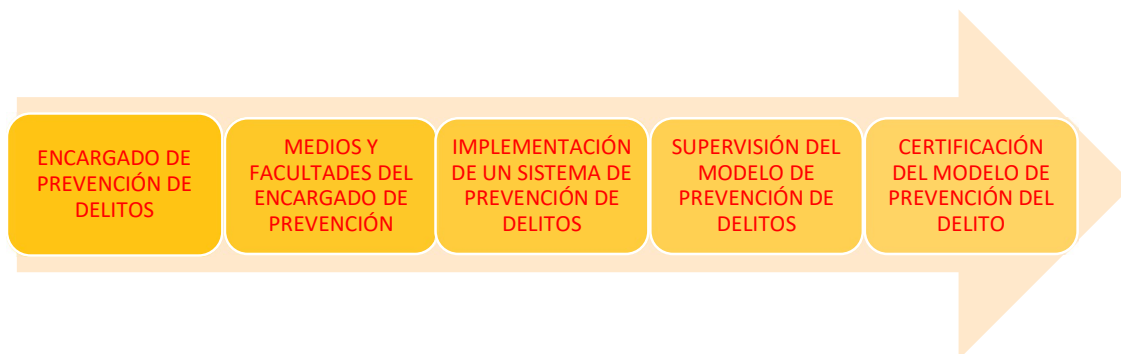 ENCARGADO DE
PREVENCIÓN DE
DELITOS
MEDIOS Y
FACULTADES DEL
ENCARGADO DE
PREVENCIÓN
IMPLEMENTACIÓN
DE UN SISTEMA DE
PREVENCIÓN DE
DELITOS
SUPERVISIÓN DEL
MODELO DE
PREVENCIÓN DE
DELITOS
CERTIFICACIÓN
DEL MODELO DE
PREVENCIÓN DEL
DELITO